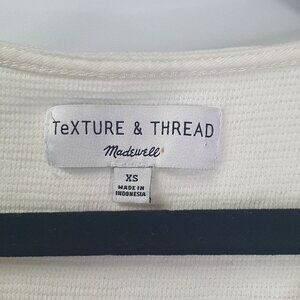 TeXTURE & THREAD
Madewell
XS
MADE IN
INDONESIA